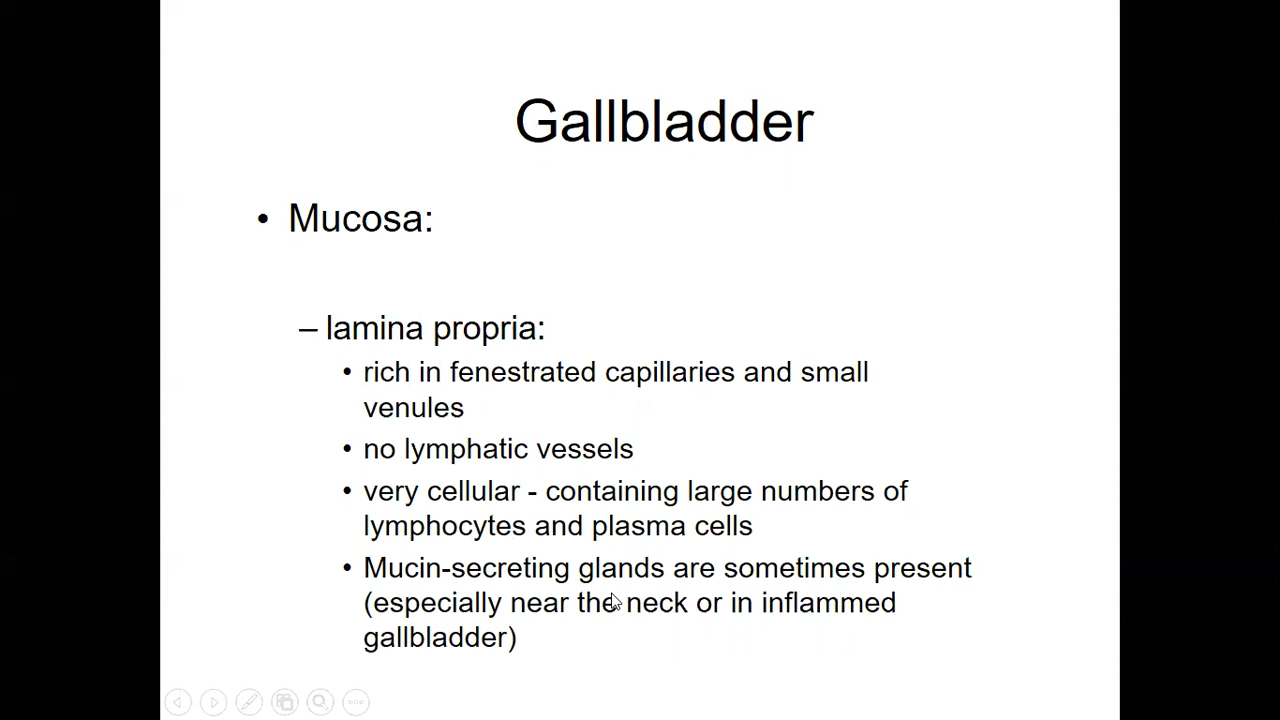 Gallbladder
• Mucosa:
– lamina propria:
• rich in fenestrated capillaries and small
venules
• no lymphatic vessels
• very cellular - containing large numbers of
lymphocytes and plasma cells
• Mucin-secreting glands are sometimes present
(especially near the neck or in inflammed
gallbladder)